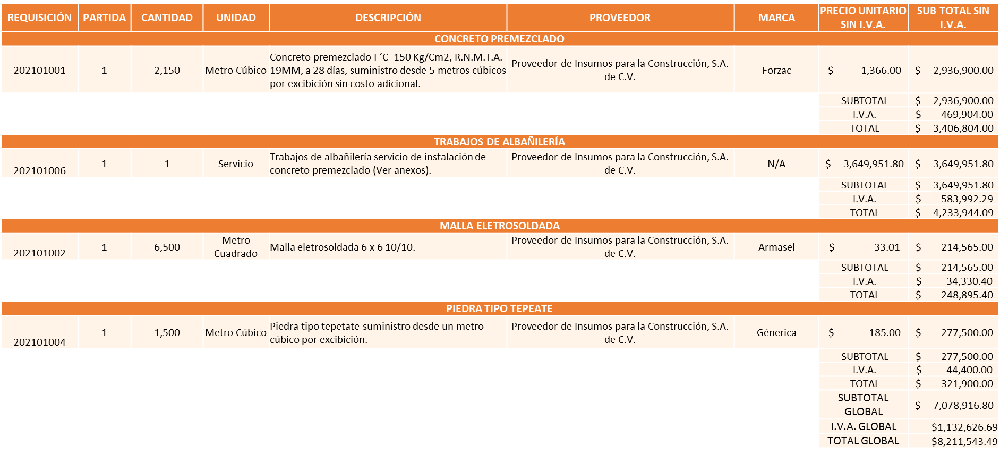 REQUISICIÓN PARTIDA CANTIDAD UNIDAD DESCRIPCIÓN PROVEEDOR MARCA PRECIO UNITARIO SIN I.V.A. SUB TOTAL SIN I.V.A.
CONCRETO PREMEZCLADO
202101001 1 2,150 Metro Cúbico Concreto premezclado F´C=150 Kg/Cm2, R.N.M.T.A. 19MM, a 28 días, suministro desde 5 metros cúbicos por excibición sin costo adicional. Proveedor de Insumos para la Construcción, S.A. de C.V. Forzac $ 1,366.00 $ 2,936,900.00
SUBTOTAL $ 2,936,900.00
I.V.A. $ 469,904.00
TOTAL $ 3,406,804.00
TRABAJOS DE ALBAÑILERÍA
202101006 1 1 Servicio Trabajos de albañilería servicio de instalación de concreto premezclado (Ver anexos). Proveedor de Insumos para la Construcción, S.A. de C.V. N/A $ 3,649,951.80 $ 3,649,951.80
SUBTOTAL $ 3,649,951.80
I.V.A. $ 583,992.29
TOTAL $ 4,233,944.09
MALLA ELETROSOLDADA
202101002 1 6,500 Metro Cuadrado Malla eletrosoldada 6 x 6 10/10. Proveedor de Insumos para la Construcción, S.A. de C.V. Armasel $ 33.01 $ 214,565.00
SUBTOTAL $ 214,565.00
I.V.A. $ 34,330.40
TOTAL $ 248,895.40
PIEDRA TIPO TEPEATE
202101004 1 1,500 Metro Cúbico Piedra tipo tepetate suministro desde un metro cúbico por excibición. Proveedor de Insumos para la Construcción, S.A. de C.V. Génerica $ 185.00 $ 277,500.00
SUBTOTAL $ 277,500.00
I.V.A. $ 44,400.00
TOTAL $ 321,900.00
SUBTOTAL GLOBAL $ 7,078,916.80
I.V.A. GLOBAL $1,132,626.69
TOTAL GLOBAL $8,211,543.49